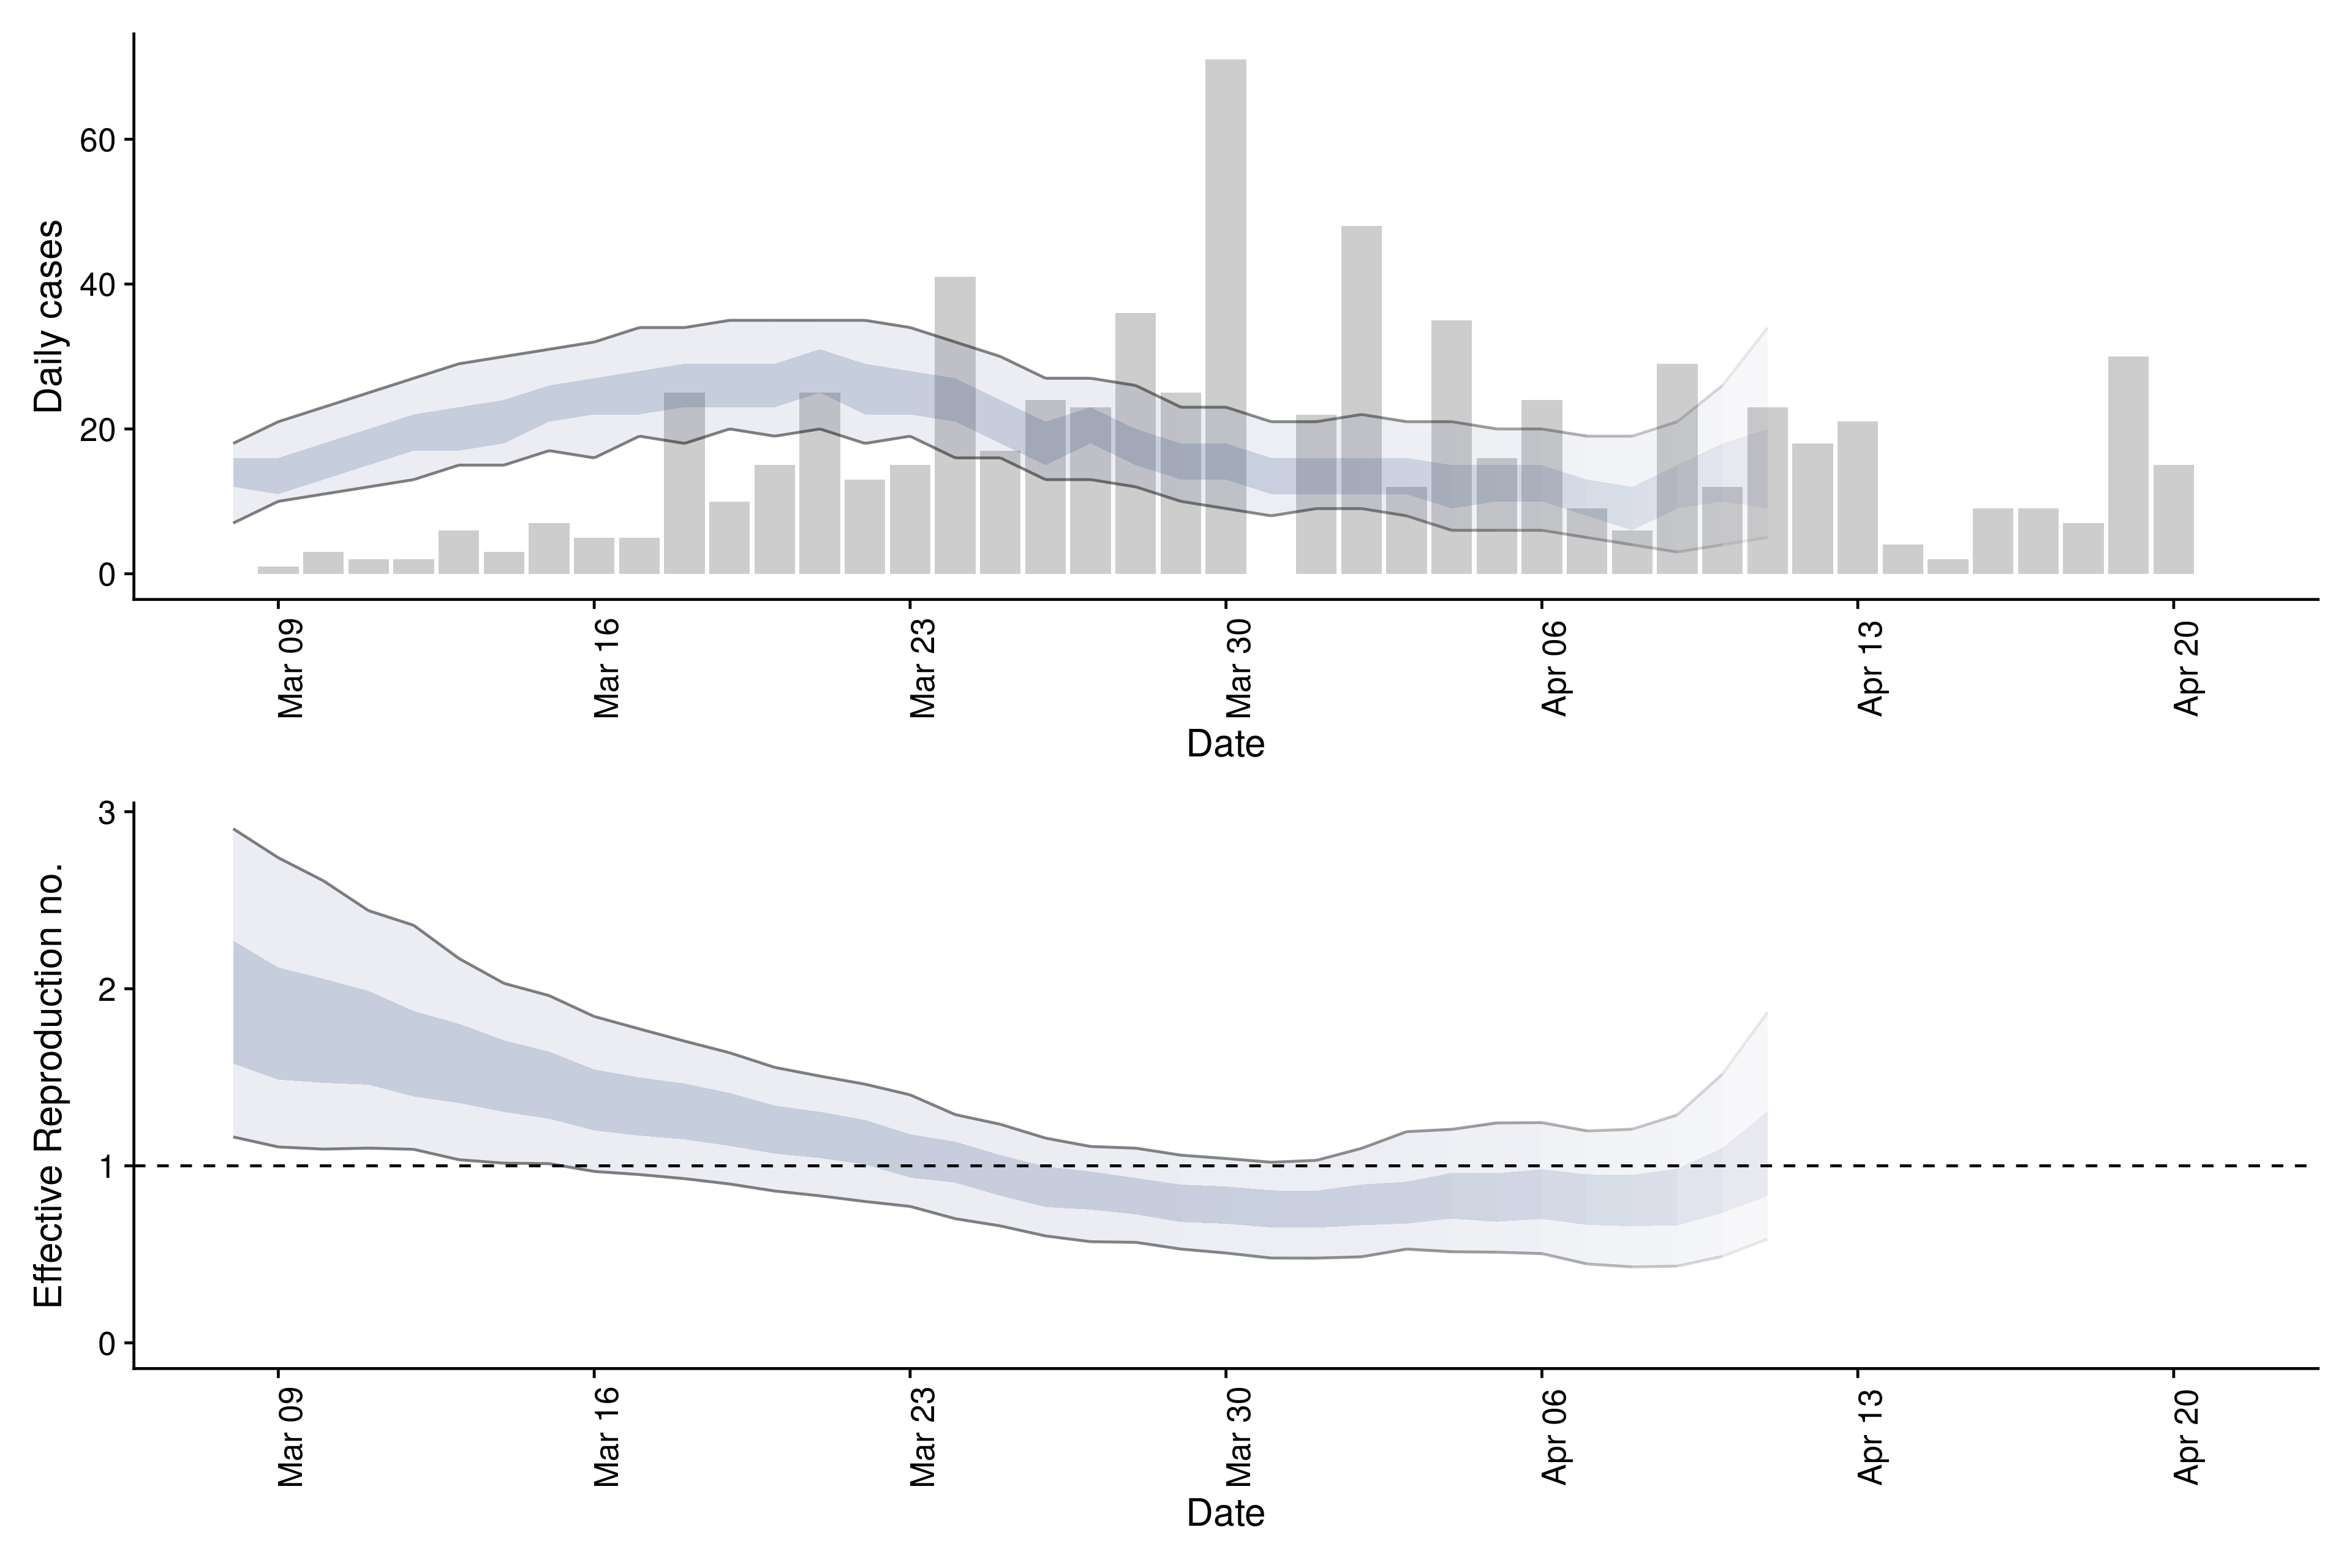 Daily cases
60
40
20
0
Mar 09
Mar 16
Mar 23
Mar 30
Apr 06
Apr 13
Apr 20
Date
Effective Reproduction no.
3
2
1
0
Mar 09
Mar 16
Mar 23
Mar 30
Apr 06
Apr 13
Apr 20
Date